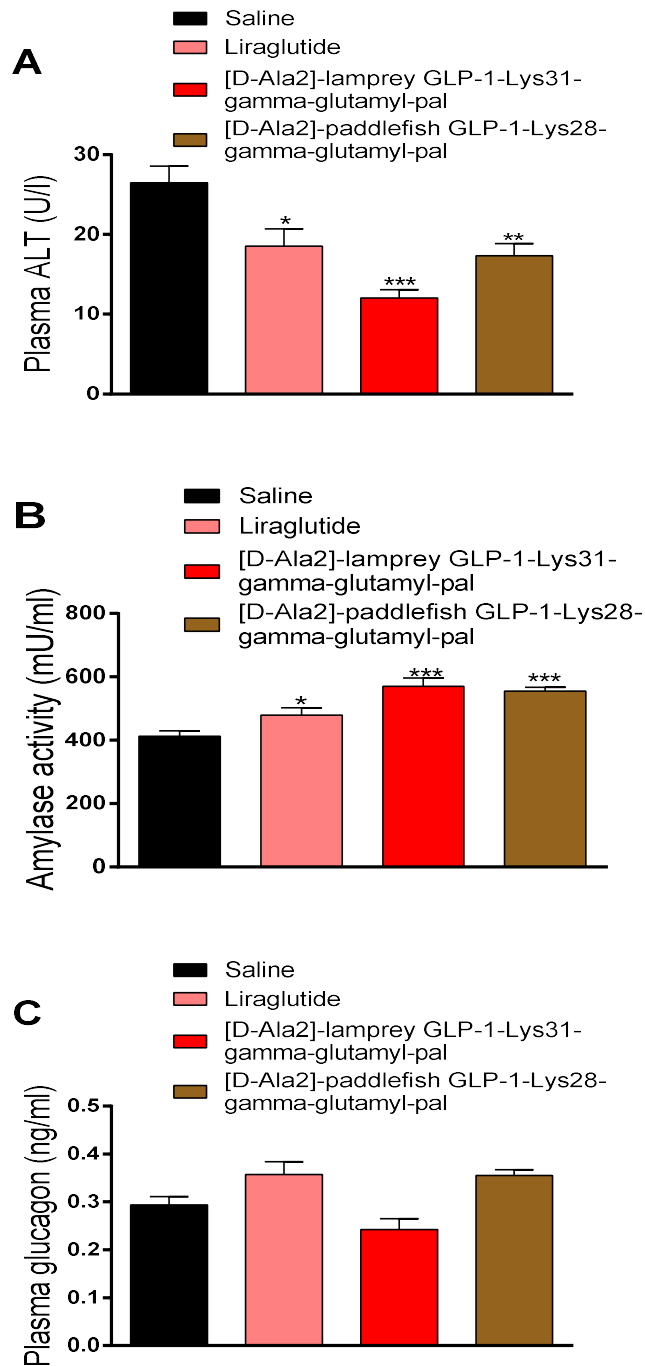 A
Saline
Liraglutide
[D-Ala2]-lamprey GLP-1-Lys31-
gamma-glutamyl-pal
[D-Ala2]-paddlefish GLP-1-Lys28-
gamma-glutamyl-pal
Plasma ALT (U/l)
30
20
10
0
*
***
**
B
Saline
Liraglutide
[D-Ala2]-lamprey GLP-1-Lys31-
gamma-glutamyl-pal
[D-Ala2]-paddlefish GLP-1-Lys28-
gamma-glutamyl-pal
Amylase activity (mU/ml)
800
600
400
200
0
*
***
***
C
Saline
Liraglutide
[D-Ala2]-lamprey GLP-1-Lys31-
gamma-glutamyl-pal
[D-Ala2]-paddlefish GLP-1-Lys28-
gamma-glutamyl-pal
Plasma glucagon (ng/ml)
0.5
0.4
0.3
0.2
0.1
0.0